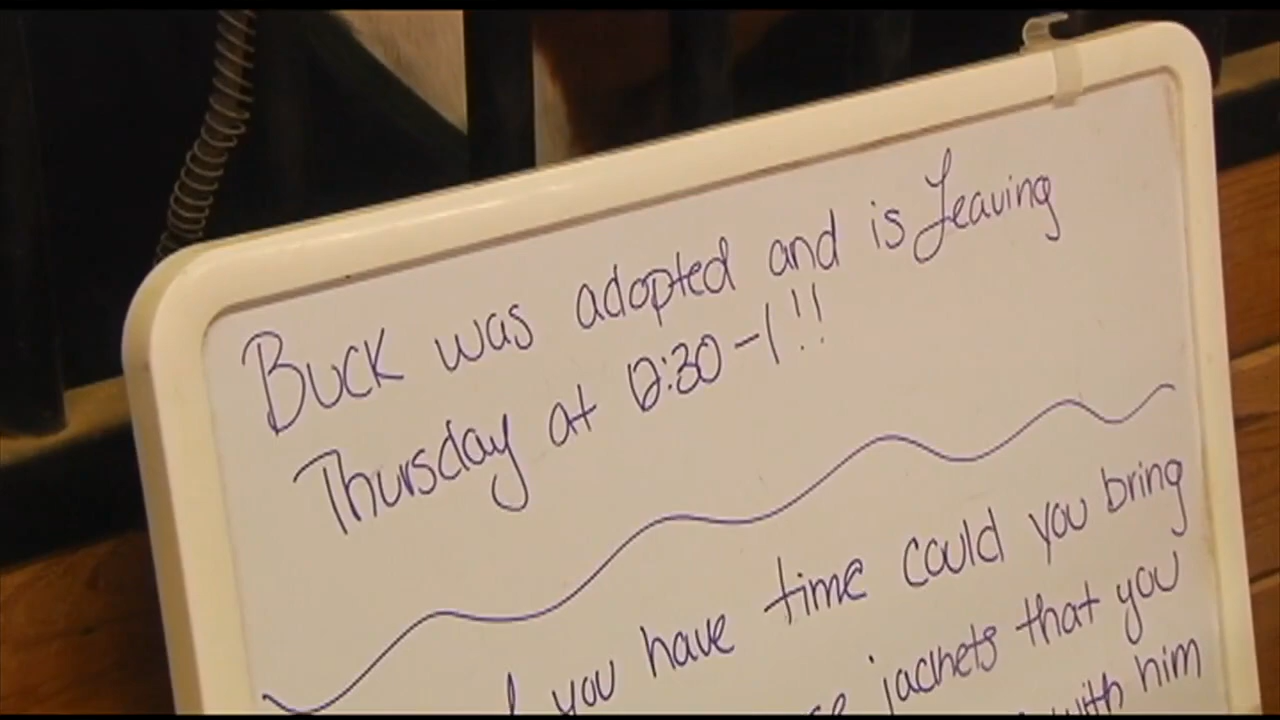 Buck was adopted and is Leaving
Thursday at 12:30-1!!
you have time could you bring
jackets that you
with him